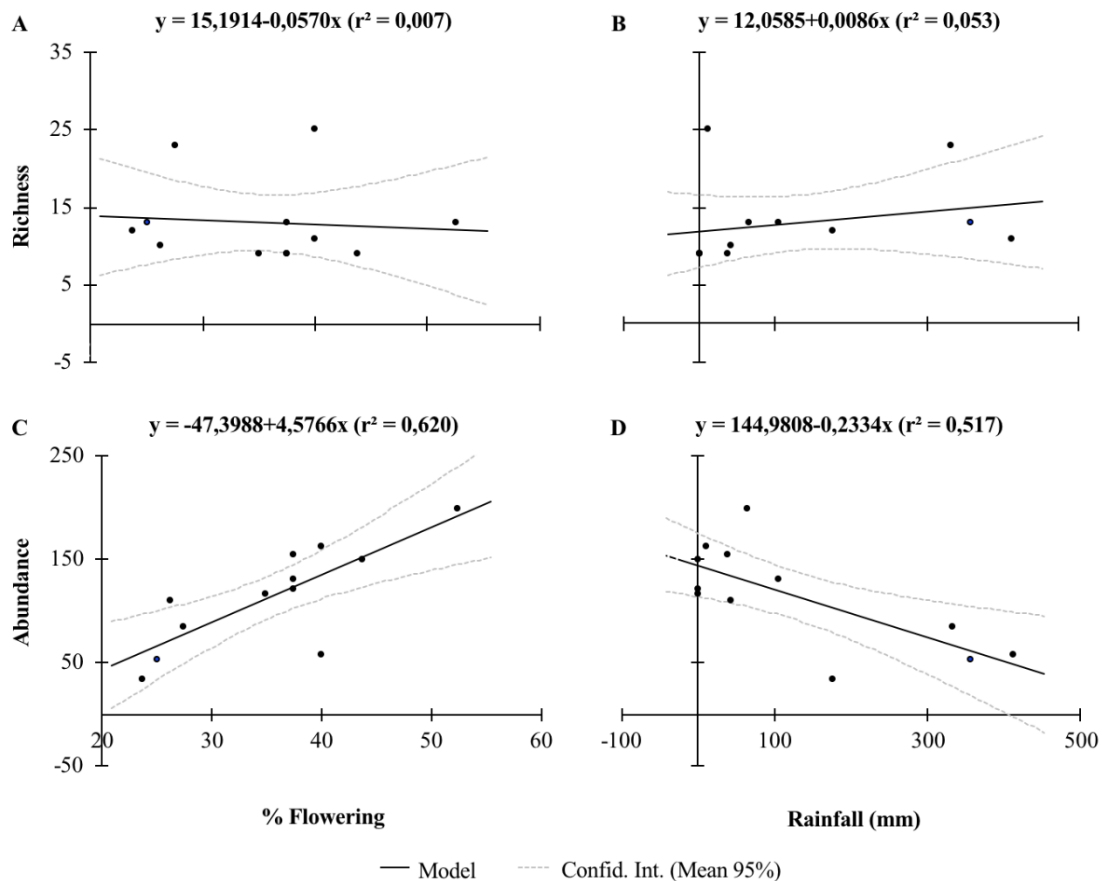 A y = 15,1914-0,0570x (r² = 0,007)
B y = 12,0585+0,0086x (r² = 0,053)
35
25
15
5
-5
Richness
C y = -47,3988+4,5766x (r² = 0,620)
D y = 144,9808-0,2334x (r² = 0,517)
250
150
50
-50
Abundance
20 30 40 50 60
-100 100 300 500
% Flowering
Rainfall (mm)
Model Confid. Int. (Mean 95%)